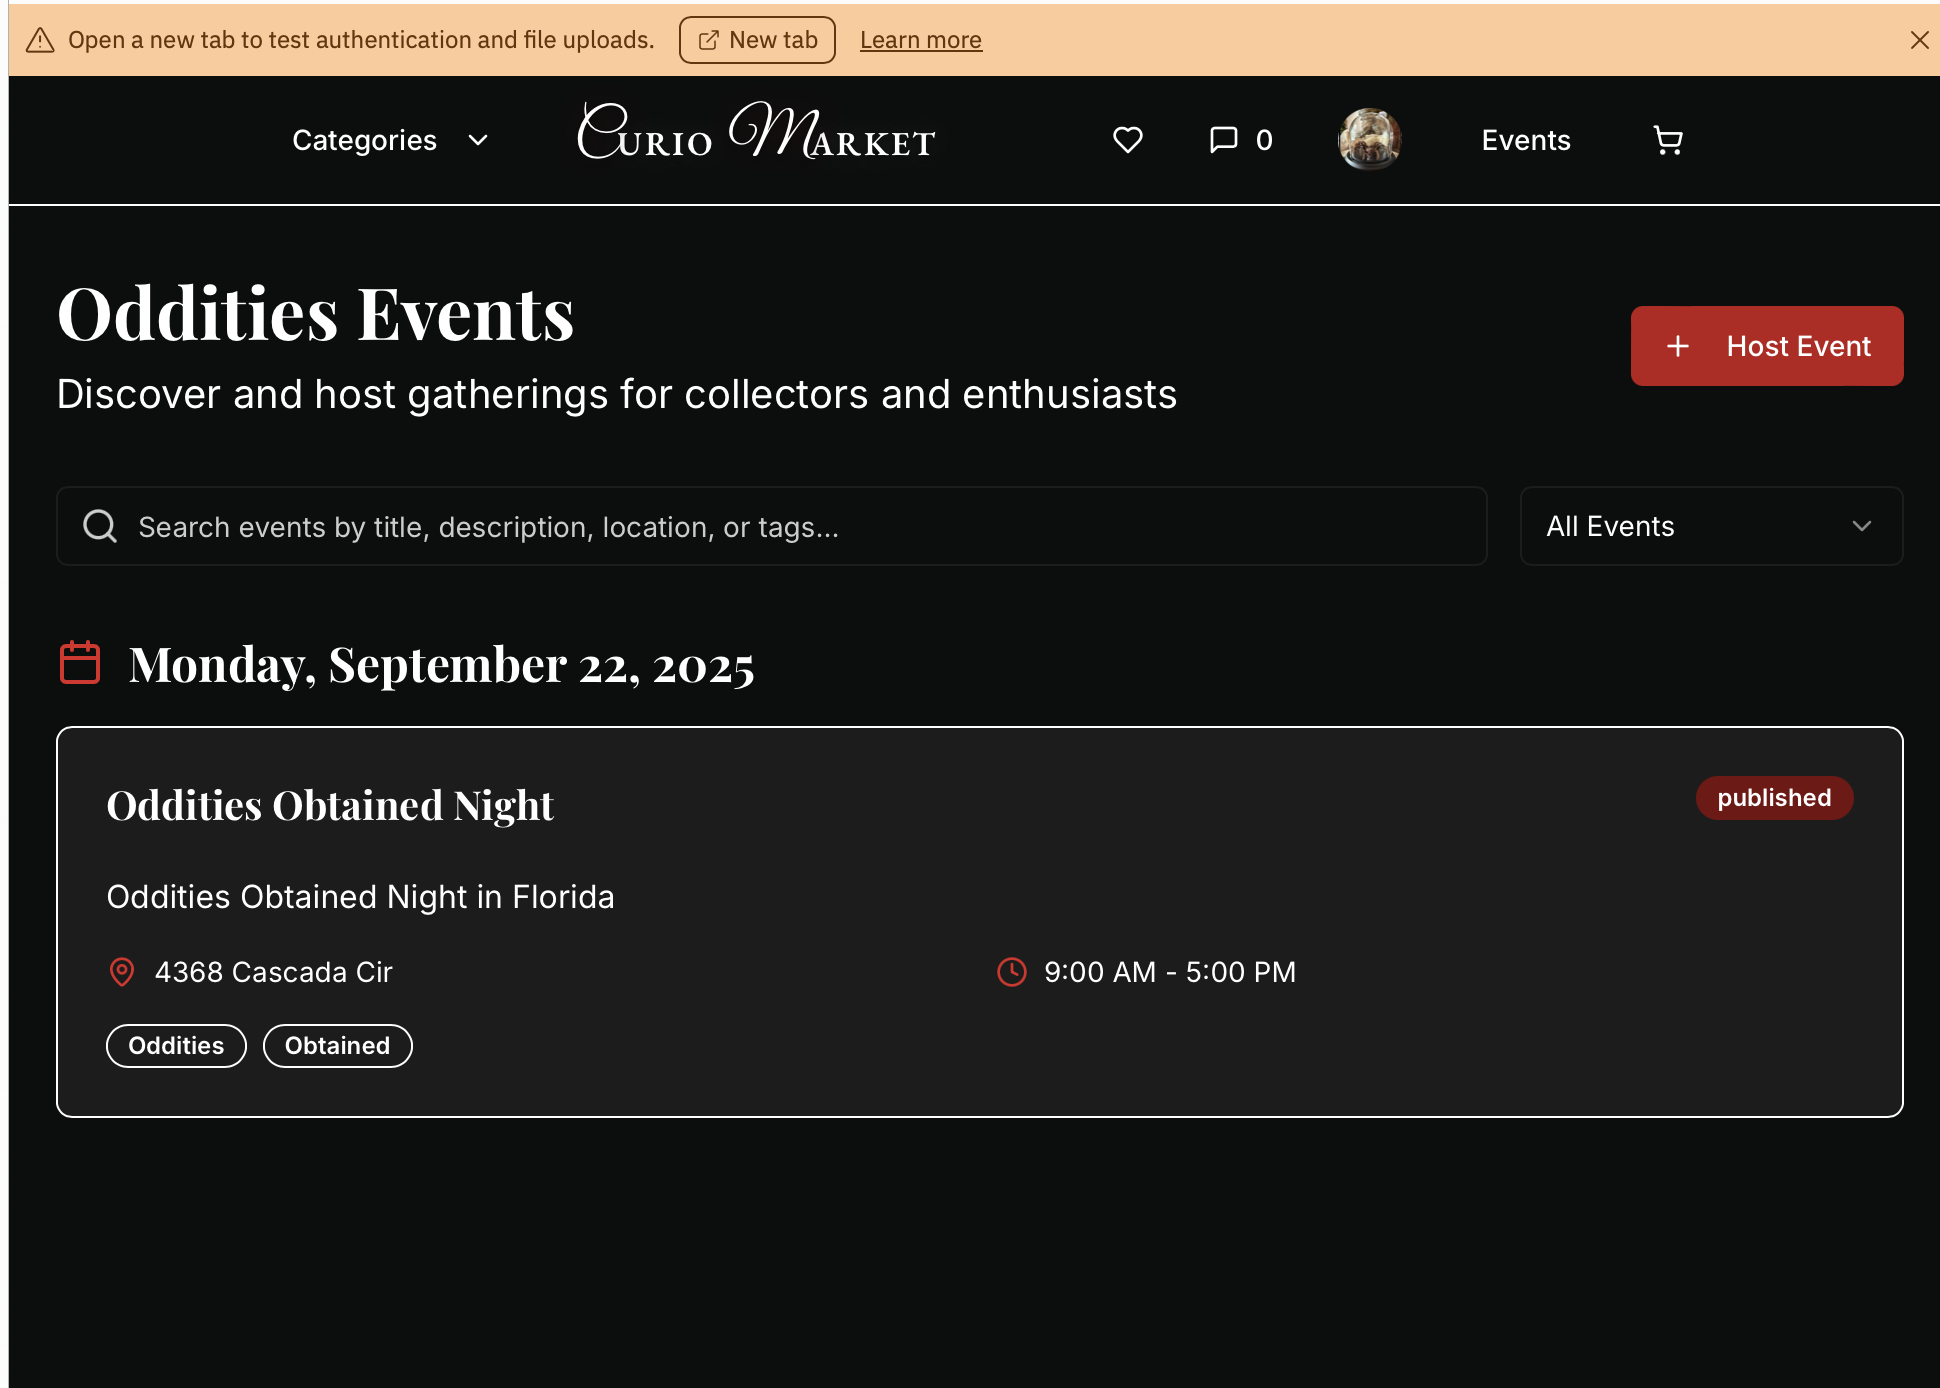 Open a new tab to test authentication and file uploads. New tab Learn more
Categories Curio Market 0 Events
Oddities Events
Host Event
Discover and host gatherings for collectors and enthusiasts
Search events by title, description, location, or tags...
All Events
Monday, September 22, 2025
Oddities Obtained Night
published
Oddities Obtained Night in Florida
4368 Cascada Cir
9:00 AM - 5:00 PM
Oddities Obtained